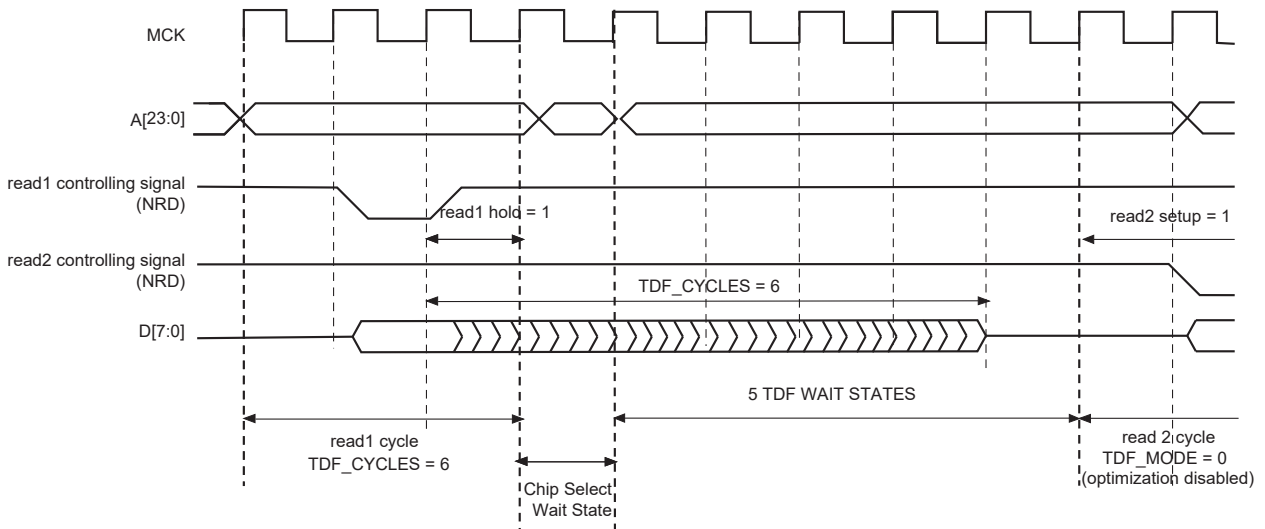 MCK
A[23:0]
read1 controlling signal
(NRD)
read1 hold = 1
read2 setup = 1
read2 controlling signal
(NRD)
TDF_CYCLES = 6
D[7:0]
5 TDF WAIT STATES
read1 cycle
TDF_CYCLES = 6
read 2 cycle
TDF_MODE = 0
(optimization disabled)
Chip Select
Wait State